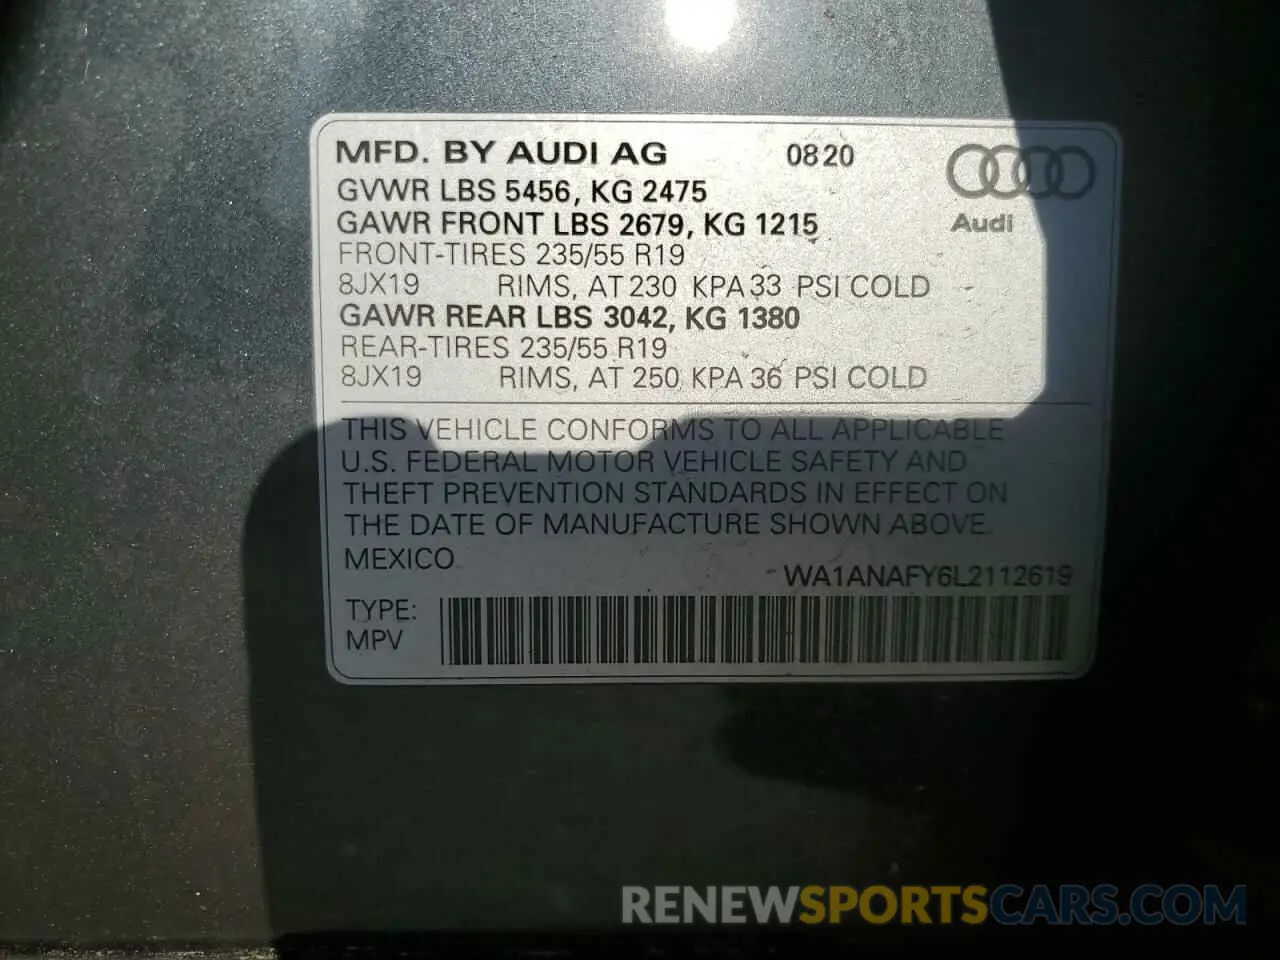 MFD. BY AUDI AG 0820
GVWR LBS 5456, KG 2475
GAWR FRONT LBS 2679, KG 1215
Audi
FRONT-TIRES 235/55 R19
8JX19 RIMS, AT 230 KPA 33 PSI COLD
GAWR REAR LBS 3042, KG 1380
REAR-TIRES 235/55 R19
8JX19 RIMS, AT 250 KPA 36 PSI COLD
THIS VEHICLE CONFORMS TO ALL APPLICABLE
U.S. FEDERAL MOTOR VEHICLE SAFETY AND
THEFT PREVENTION STANDARDS IN EFFECT ON
THE DATE OF MANUFACTURE SHOWN ABOVE.
MEXICO
WA1ANAFY6L2112619
TYPE:
MPV
RENEWSPORTSCARS.COM